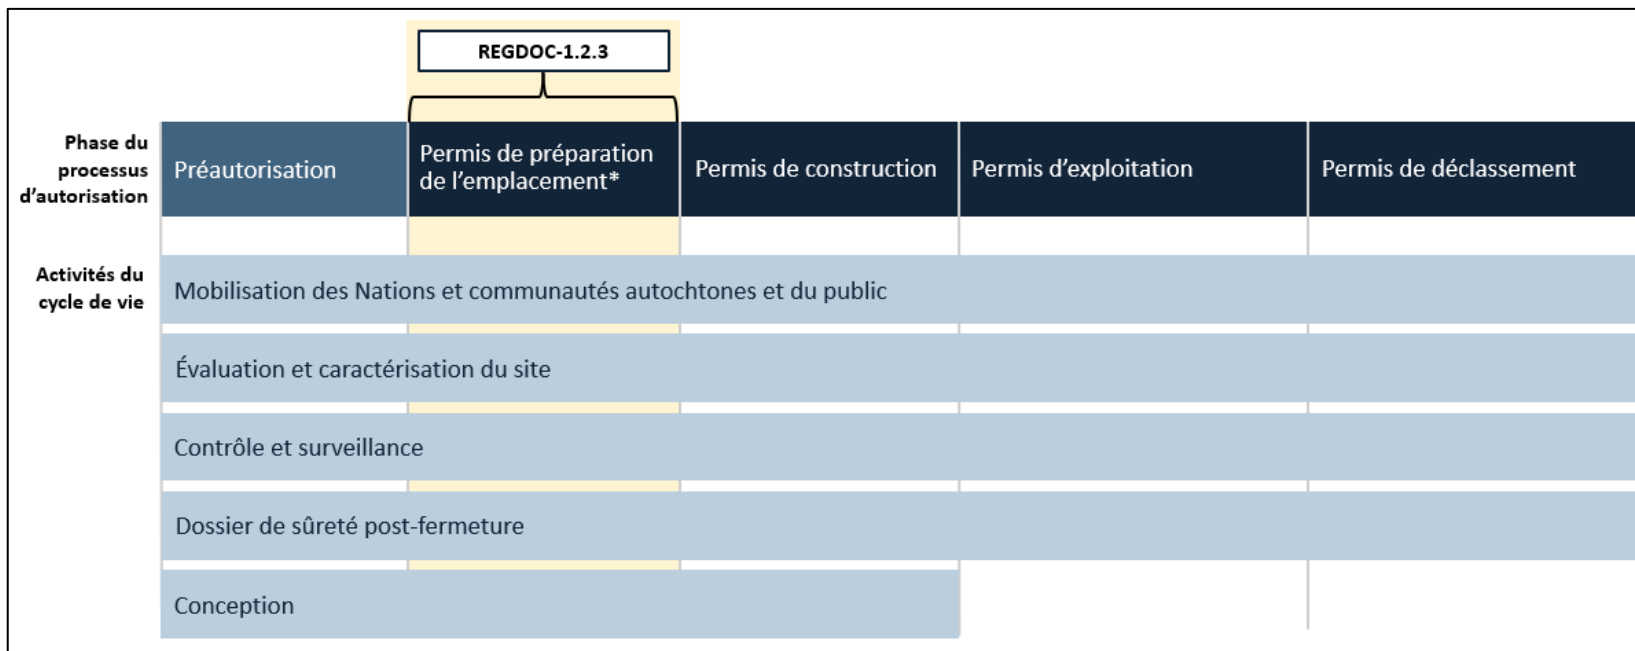 REGDOC-1.2.3
Phase du
processus
d'autorisation
Préautorisation
Permis de préparation
de l'emplacement*
Permis de construction
Permis d'exploitation
Permis de déclassement
Activités du
cycle de vie
Mobilisation des Nations et communautés autochtones et du public
Évaluation et caractérisation du site
Contrôle et surveillance
Dossier de sûreté post-fermeture
Conception